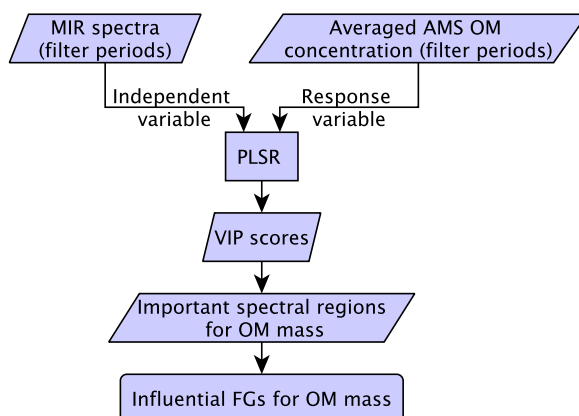 MIR spectra
(filter periods)
Averaged AMS OM
concentration (filter periods)
Independent
variable
Response
variable
PLSR
VIP scores
Important spectral regions
for OM mass
Influential FGs for OM mass